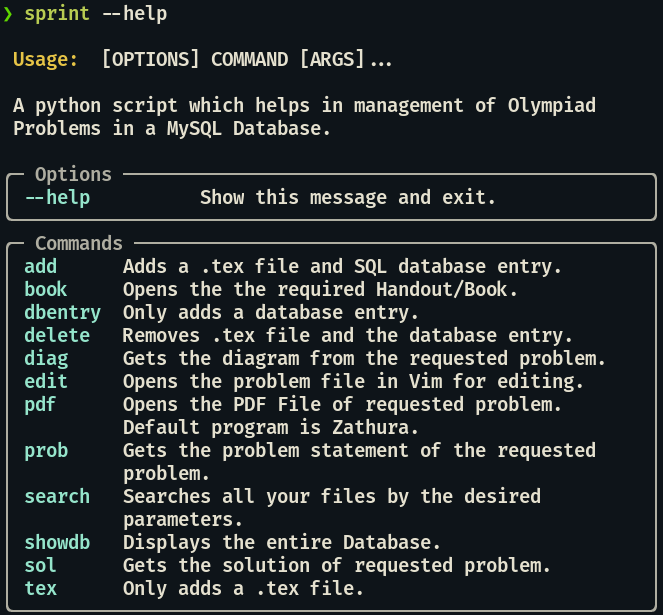 ❯ sprint --help
Usage:  [OPTIONS] COMMAND [ARGS]...
A python script which helps in management of Olympiad
Problems in a MySQL Database.
Options
--help          Show this message and exit.
Commands
add      Adds a .tex file and SQL database entry.
book     Opens the the required Handout/Book.
dbentry  Only adds a database entry.
delete   Removes .tex file and the database entry.
diag     Gets the diagram from the requested problem.
edit     Opens the problem file in Vim for editing.
pdf      Opens the PDF File of requested problem.
Default program is Zathura.
prob     Gets the problem statement of the requested
problem.
search   Searches all your files by the desired
parameters.
showdb   Displays the entire Database.
sol      Gets the solution of requested problem.
tex      Only adds a .tex file.